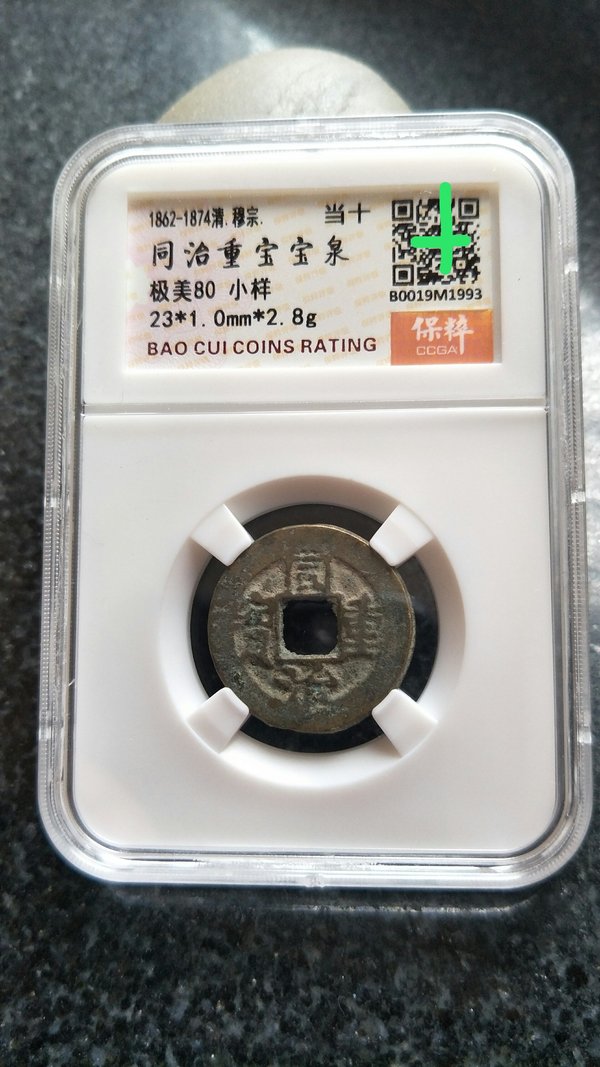 1862-1874清.穆宗. 当十
同治重宝宝泉
极美80 小样
23*1.0mm*2.8g
BAO CUI COINS RATING
B0019M1993
保粹
CCGA
同治重寶